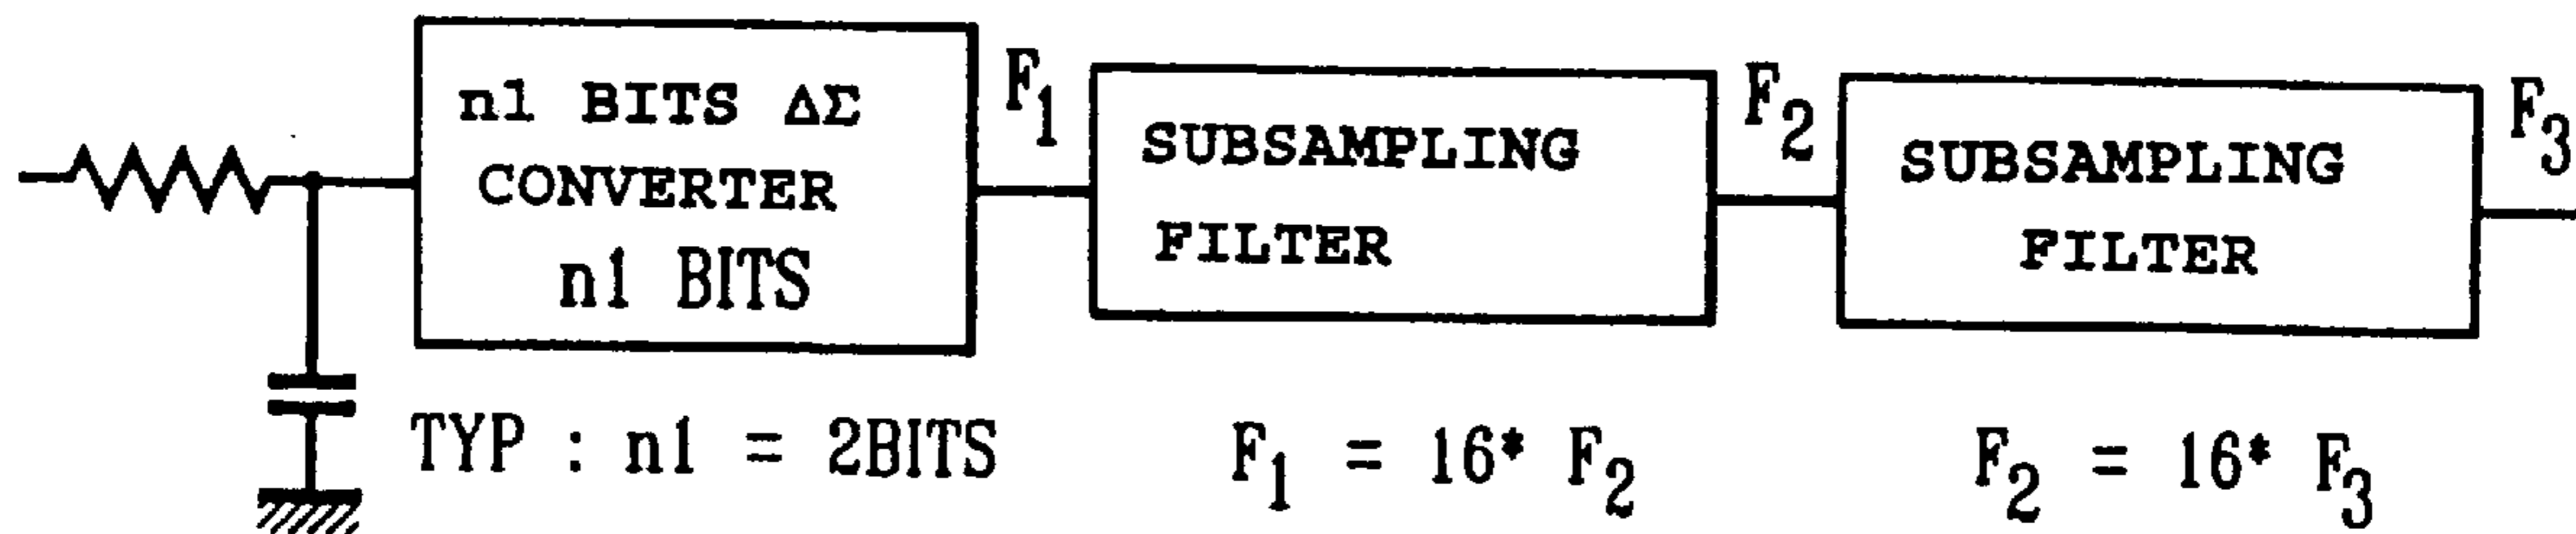 n1 BITS ΔΣ
CONVERTER
n1 BITS
F1
SUBSAMPLING
FILTER
F2
SUBSAMPLING
FILTER
F3
TYP : n1 = 2BITS
F1 = 16* F2
F2 = 16* F3